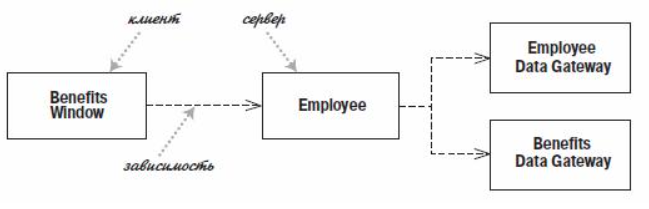 клиент
сервер
Benefits
Window
Employee
Employee
Data Gateway
Benefits
Data Gateway
зависимость